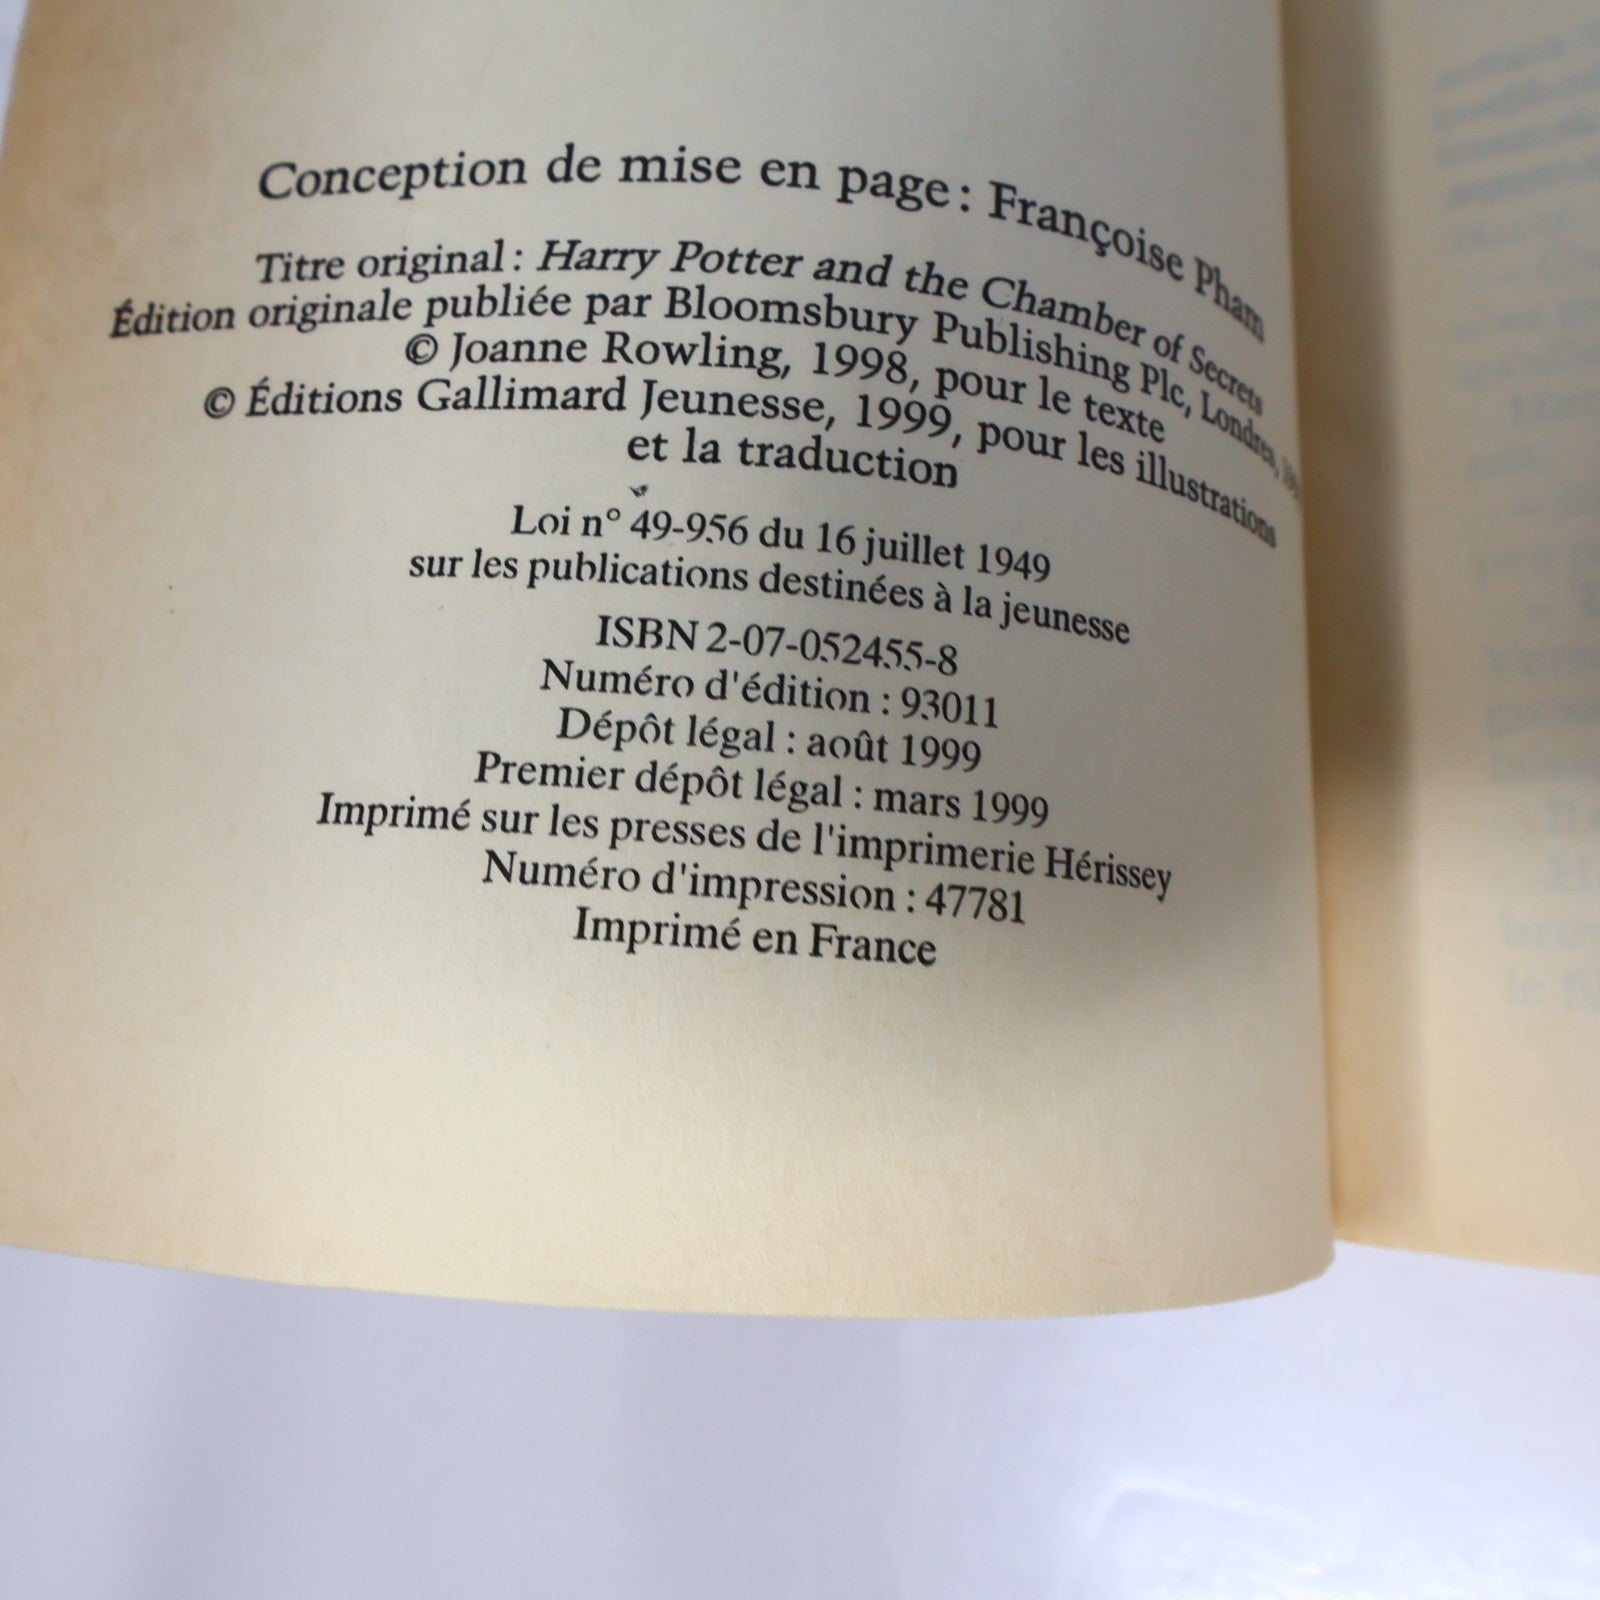 Conception de mise en page : Françoise Pham
Titre original : Harry Potter and the Chamber of Secrets
Édition originale publiée par Bloomsbury Publishing Plc, Londres,
© Joanne Rowling, 1998, pour le texte
© Éditions Gallimard Jeunesse, 1999, pour les illustrations
et la traduction
Loi n° 49-956 du 16 juillet 1949
sur les publications destinées à la jeunesse
ISBN 2-07-052455-8
Numéro d'édition : 93011
Dépôt légal : août 1999
Premier dépôt légal : mars 1999
Imprimé sur les presses de l'imprimerie Hérissey
Numéro d'impression : 47781
Imprimé en France